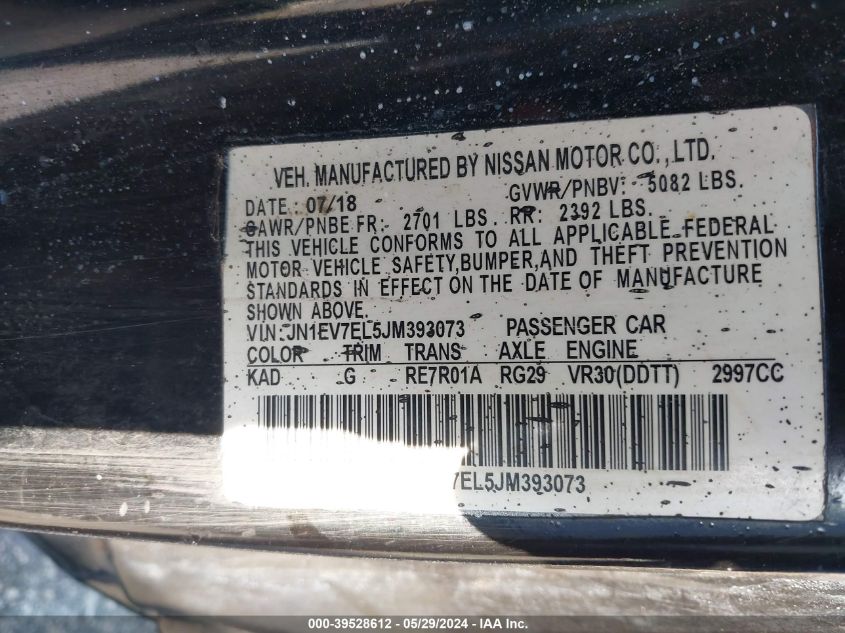 VEH. MANUFACTURED BY NISSAN MOTOR CO., LTD.
DATE 07/18 GVWR/PNBV: 5082 LBS.
GAWR/PNBE FR: 2701 LBS. RR: 2392 LBS.
THIS VEHICLE CONFORMS TO ALL APPLICABLE FEDERAL
MOTOR VEHICLE SAFETY,BUMPER,AND THEFT PREVENTION
STANDARDS IN EFFECT ON THE DATE OF MANUFACTURE
SHOWN ABOVE.
VIN:JN1EV7EL5JM393073 PASSENGER CAR
COLOR TRIM TRANS AXLE ENGINE
KAD G RE7R01A RG29 VR30(DDTT) 2997CC
7EL5JM393073
000-39528612 - 05/29/2024 - IAA Inc.